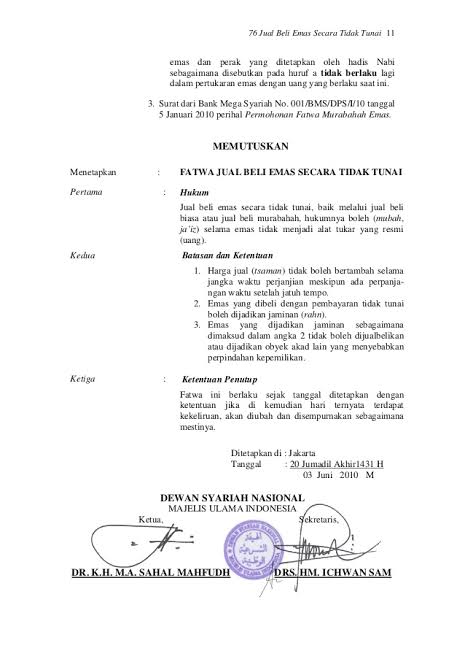 76 Jual Beli Emas Secara Tidak Tunai 11
emas dan perak yang ditetapkan oleh hadis Nabi
sebagaimana disebutkan pada huruf a tidak berlaku lagi
dalam pertukaran emas dengan uang yang berlaku saat ini.
3. Surat dari Bank Mega Syariah No. 001/BMS/DPS/I/10 tanggal
5 Januari 2010 perihal Permohonan Fatwa Murabahah Emas.
MEMUTUSKAN
Menetapkan : FATWA JUAL BELI EMAS SECARA TIDAK TUNAI
Pertama : Hukum
Jual beli emas secara tidak tunai, baik melalui jual beli
biasa atau jual beli murabahah, hukumnya boleh (mubah,
ja'iz) selama emas tidak menjadi alat tukar yang resmi
(uang).
Kedua Batasan dan Ketentuan
1. Harga jual (tsaman) tidak boleh bertambah selama
jangka waktu perjanjian meskipun ada perpanja-
ngan waktu setelah jatuh tempo.
2. Emas yang dibeli dengan pembayaran tidak tunai
boleh dijadikan jaminan (rahn).
3. Emas yang dijadikan jaminan sebagaimana
dimaksud dalam angka 2 tidak boleh dijualbelikan
atau dijadikan obyek akad lain yang menyebabkan
perpindahan kepemilikan.
Ketiga : Ketentuan Penutup
Fatwa ini berlaku sejak tanggal ditetapkan dengan
ketentuan jika di kemudian hari ternyata terdapat
kekeliruan, akan diubah dan disempurnakan sebagaimana
mestinya.
Ditetapkan di : Jakarta
Tanggal : 20 Jumadil Akhir1431 H
03 Juni 2010 M
DEWAN SYARIAH NASIONAL
MAJELIS ULAMA INDONESIA
Ketua, Sekretaris,
DR. K.H. M.A. SAHAL MAHFUDH DRS. HM. ICHWAN SAM